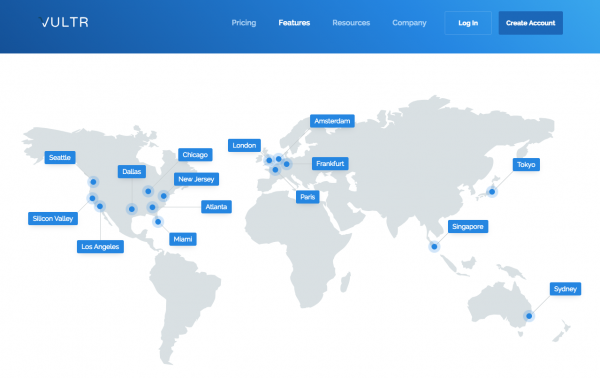 VULTR
Pricing
Features
Resources
Company
Log In
Create Account
Amsterdam
London
Seattle
Chicago
Frankfurt
Tokyo
Dallas
New Jersey
Paris
Atlanta
Silicon Valley
Singapore
Miami
Los Angeles
Sydney